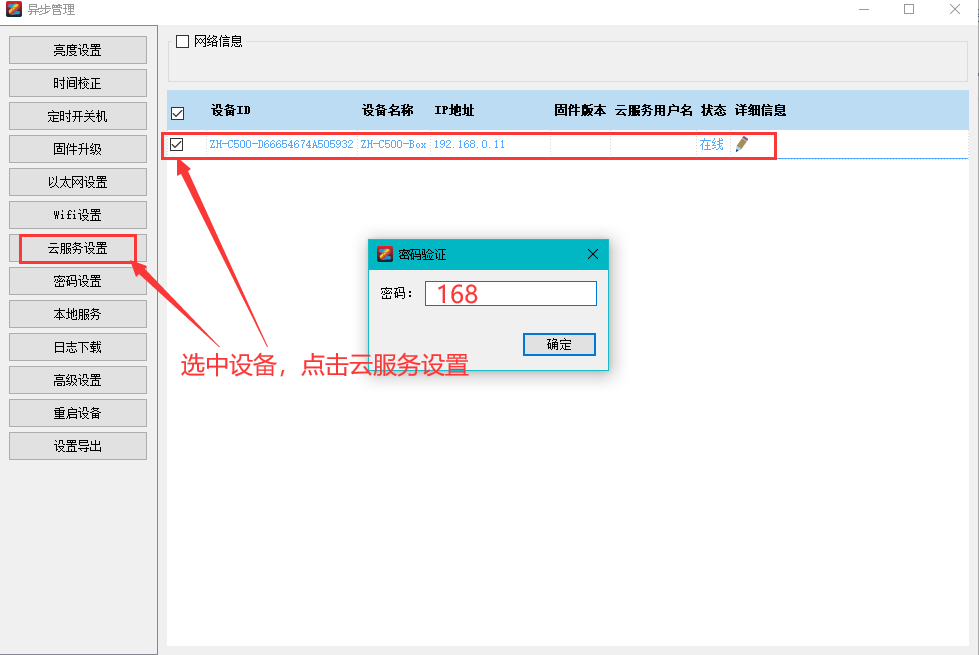 异步管理
亮度设置
时间校正
定时开关机
固件升级
以太网设置
Wifi设置
云服务设置
密码设置
本地服务
日志下载
高级设置
重启设备
设置导出
网络信息
设备ID 设备名称 IP地址 固件版本 云服务用户名 状态 详细信息
ZH-C500-D66654674A505932 ZH-C500-Box 192.168.0.11 在线
密码验证
密码： 168
确定
选中设备，点击云服务设置